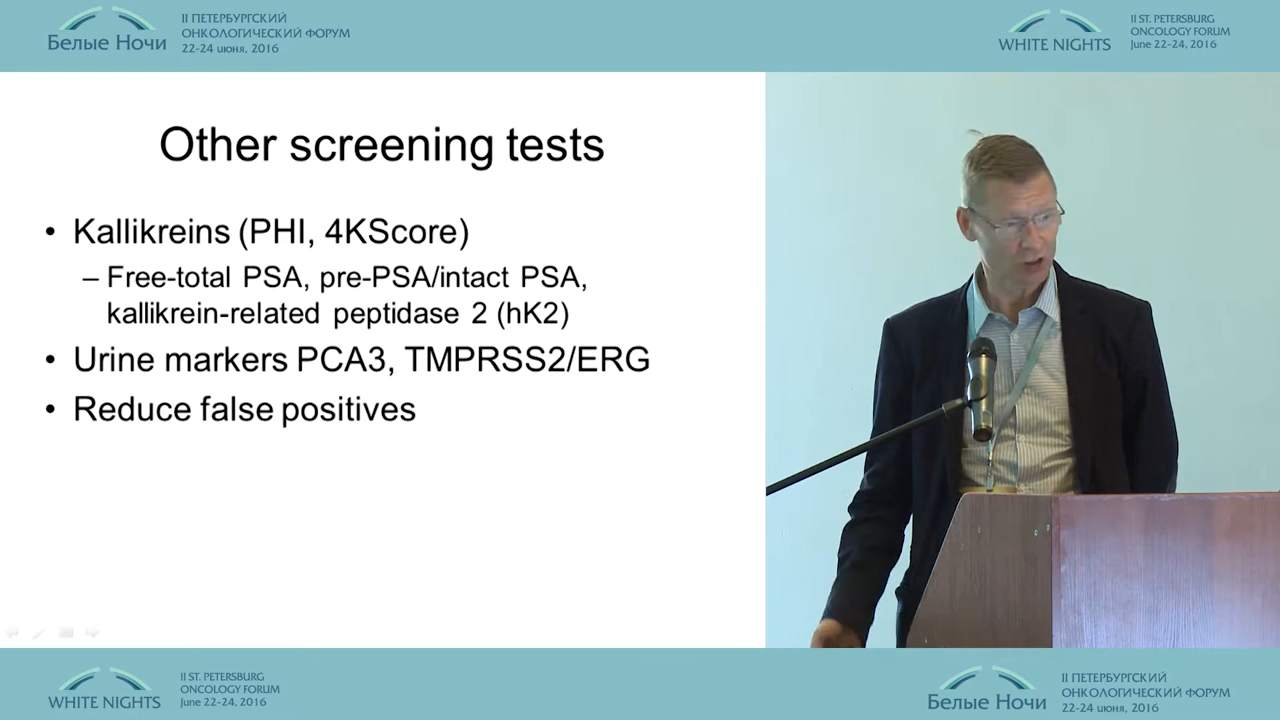 Белые Ночи
II ПЕТЕРБУРГСКИЙ
ОНКОЛОГИЧЕСКИЙ ФОРУМ
22-24 июня, 2016
WHITE NIGHTS
II ST. PETERSBURG
ONCOLOGY FORUM
June 22-24, 2016
Other screening tests
• Kallikreins (PHI, 4KScore)
– Free-total PSA, pre-PSA/intact PSA,
kallikrein-related peptidase 2 (hK2)
• Urine markers PCA3, TMPRSS2/ERG
• Reduce false positives
WHITE NIGHTS
II ST. PETERSBURG
ONCOLOGY FORUM
June 22-24, 2016
Белые Ночи
II ПЕТЕРБУРГСКИЙ
ОНКОЛОГИЧЕСКИЙ ФОРУМ
22-24 июня, 2016